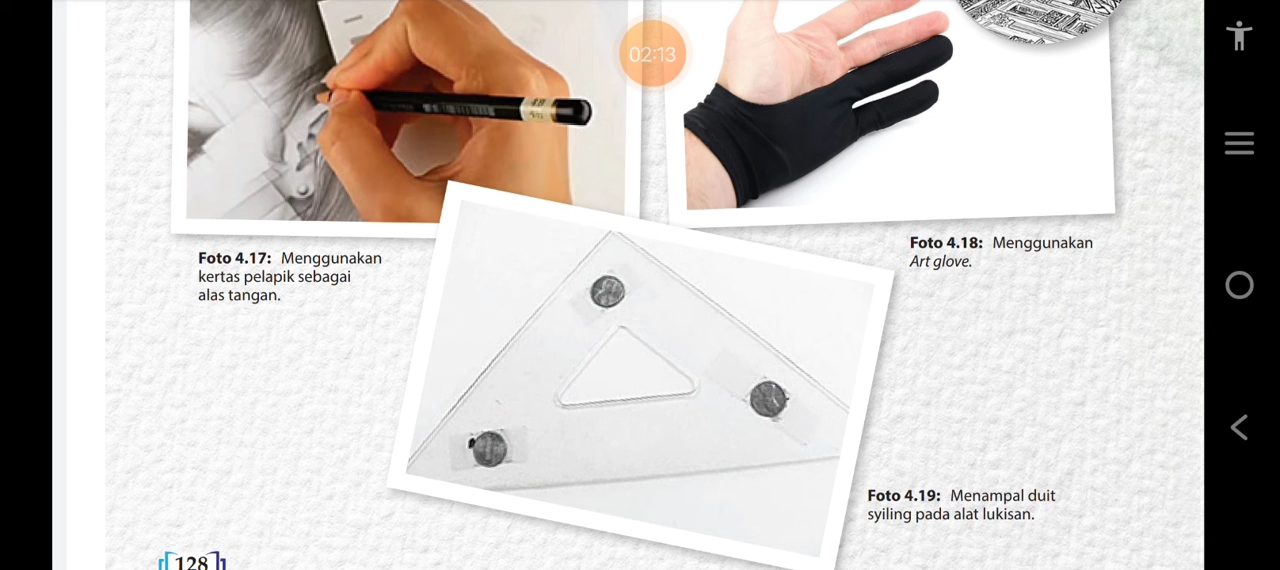 02:13
Foto 4.17: Menggunakan
kertas pelapik sebagai
alas tangan.
Foto 4.18: Menggunakan
Art glove.
Foto 4.19: Menampal duit
syiling pada alat lukisan.
128